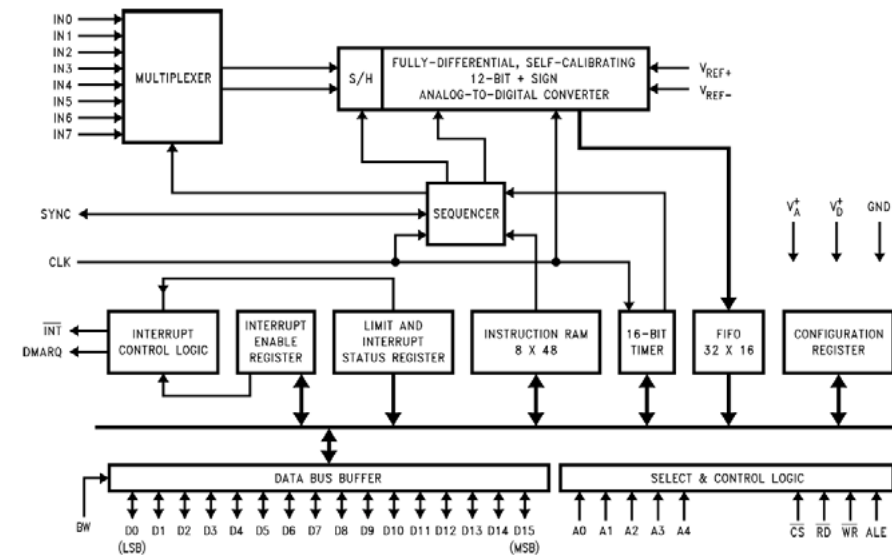 IN0
IN1
IN2
IN3
IN4
IN5
IN6
IN7
MULTIPLEXER
S/H
FULLY-DIFFERENTIAL, SELF-CALIBRATING
12-BIT + SIGN
ANALOG-TO-DIGITAL CONVERTER
VREF+
VREF-
SYNC
SEQUENCER
VA+
VD+
GND
CLK
INT
DMARQ
INTERRUPT
CONTROL LOGIC
INTERRUPT
ENABLE
REGISTER
LIMIT AND
INTERRUPT
STATUS REGISTER
INSTRUCTION RAM
8 X 48
16-BIT
TIMER
FIFO
32 X 16
CONFIGURATION
REGISTER
DATA BUS BUFFER
SELECT & CONTROL LOGIC
BW
D0 D1 D2 D3 D4 D5 D6 D7 D8 D9 D10 D11 D12 D13 D14 D15
(LSB) (MSB)
A0 A1 A2 A3 A4
CS RD WR ALE